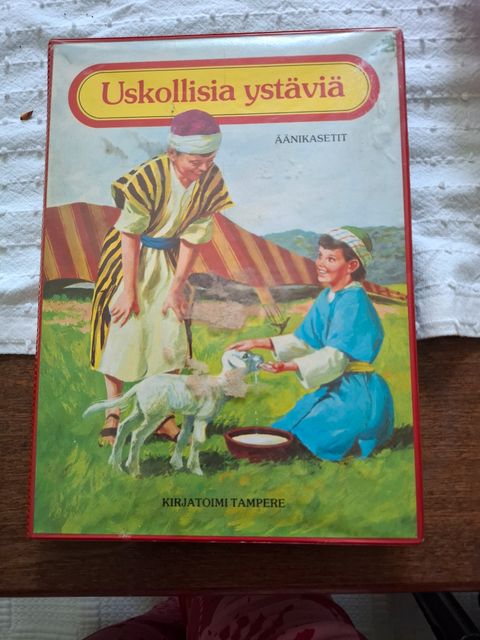 Uskollisia ystäviä
ÄÄNIKASETIT
KIRJATOIMI TAMPERE